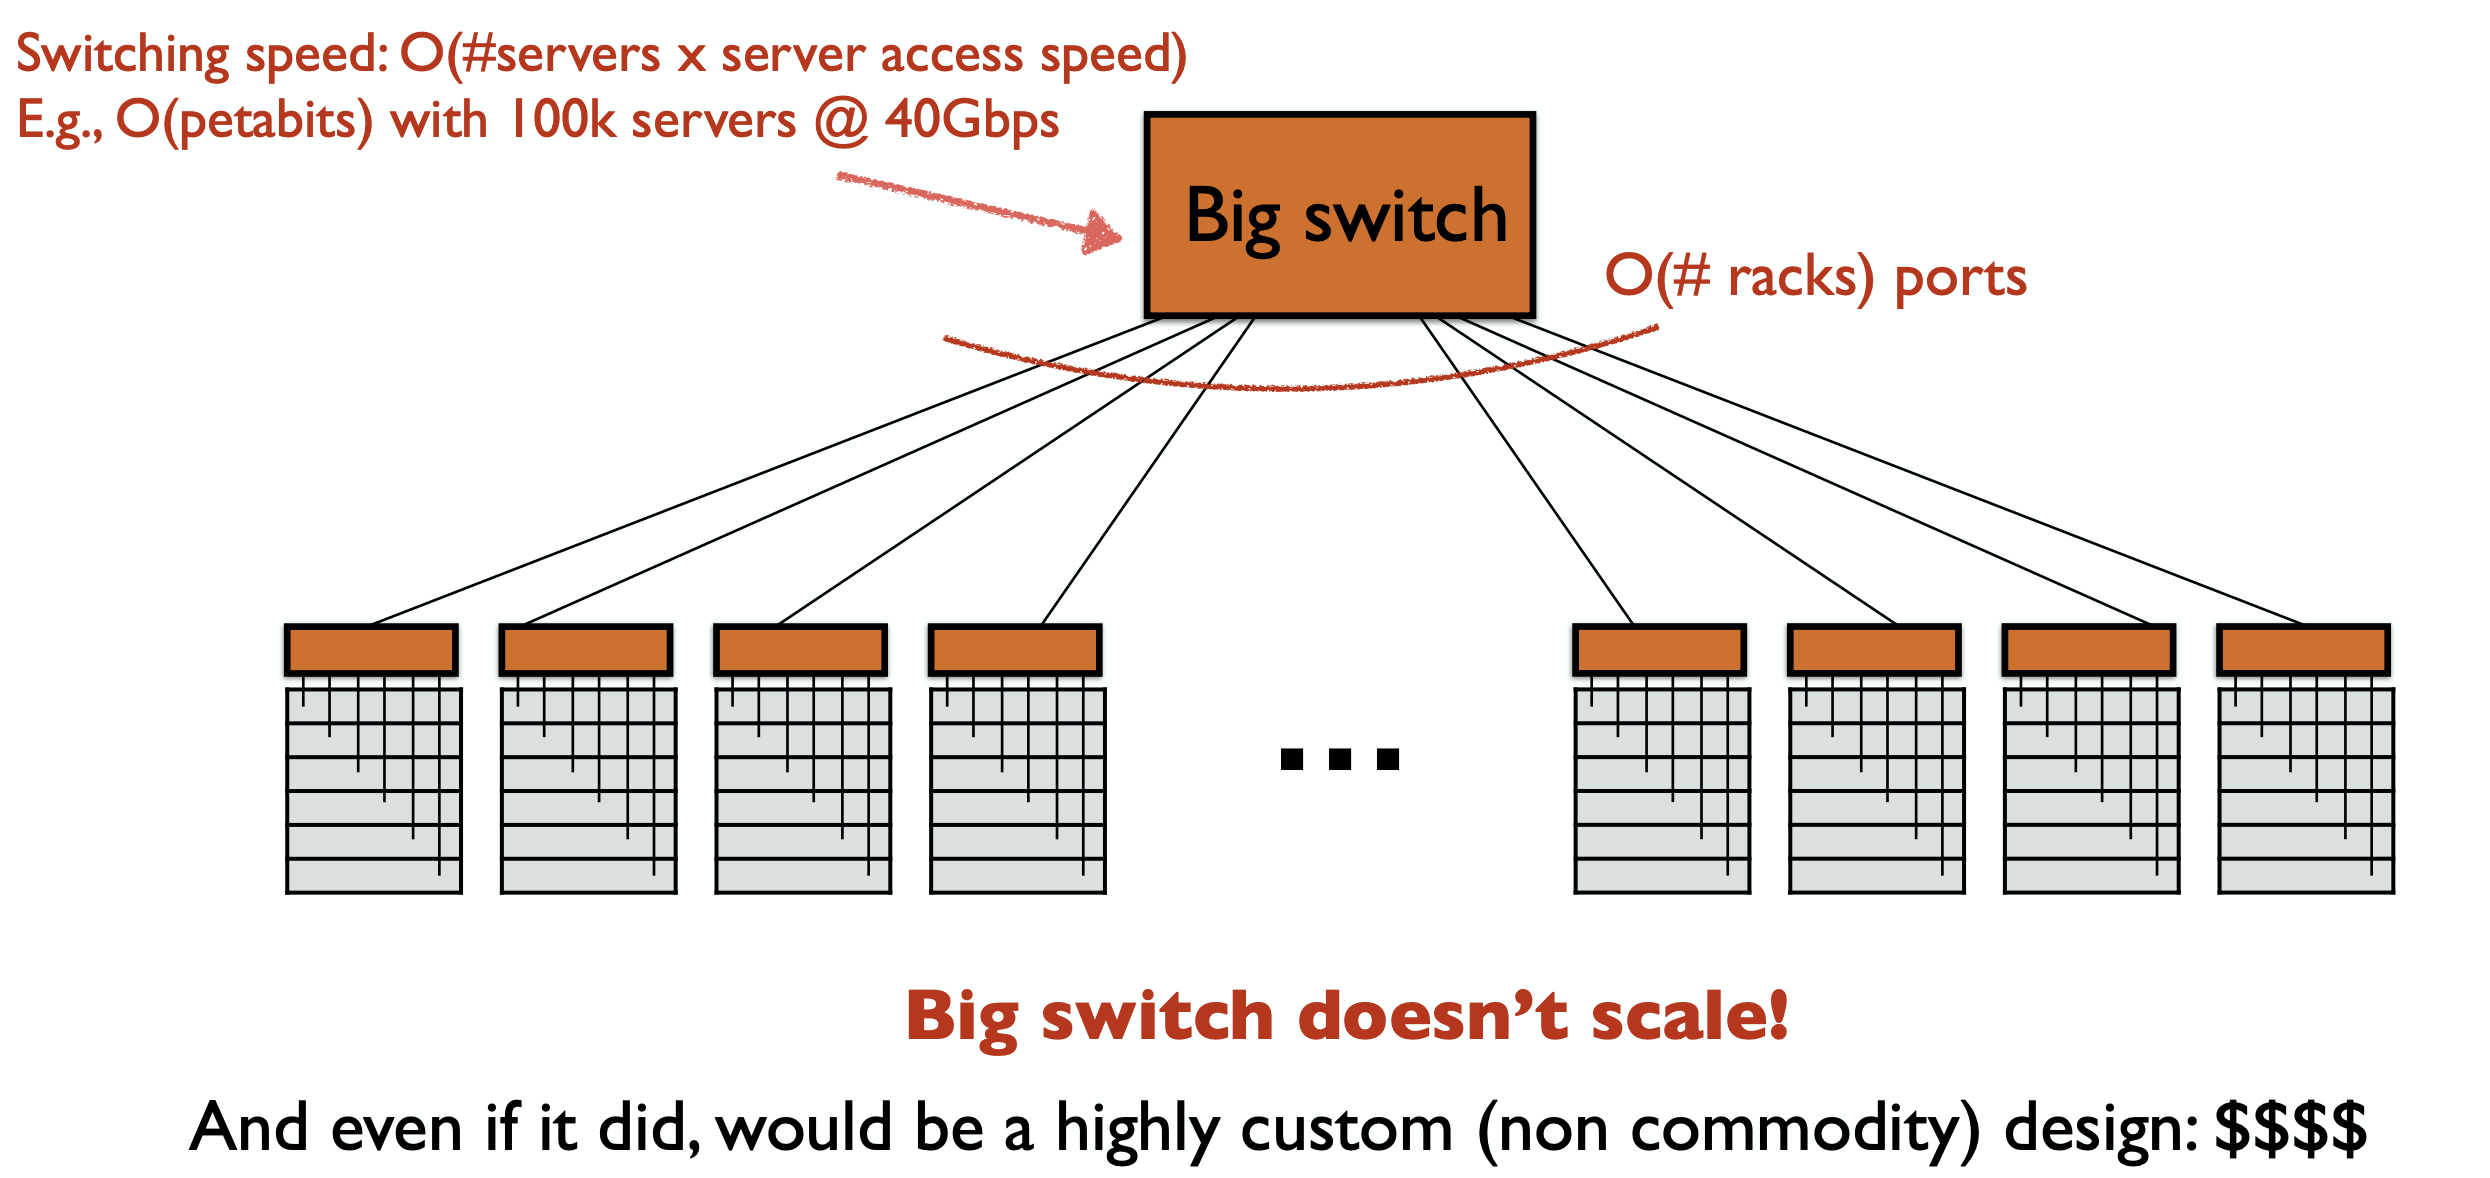 Switching speed: O(#servers x server access speed)
E.g., O(petabits) with 100k servers @ 40Gbps
Big switch
O(# racks) ports
Big switch doesn’t scale!
And even if it did, would be a highly custom (non commodity) design: $$$$